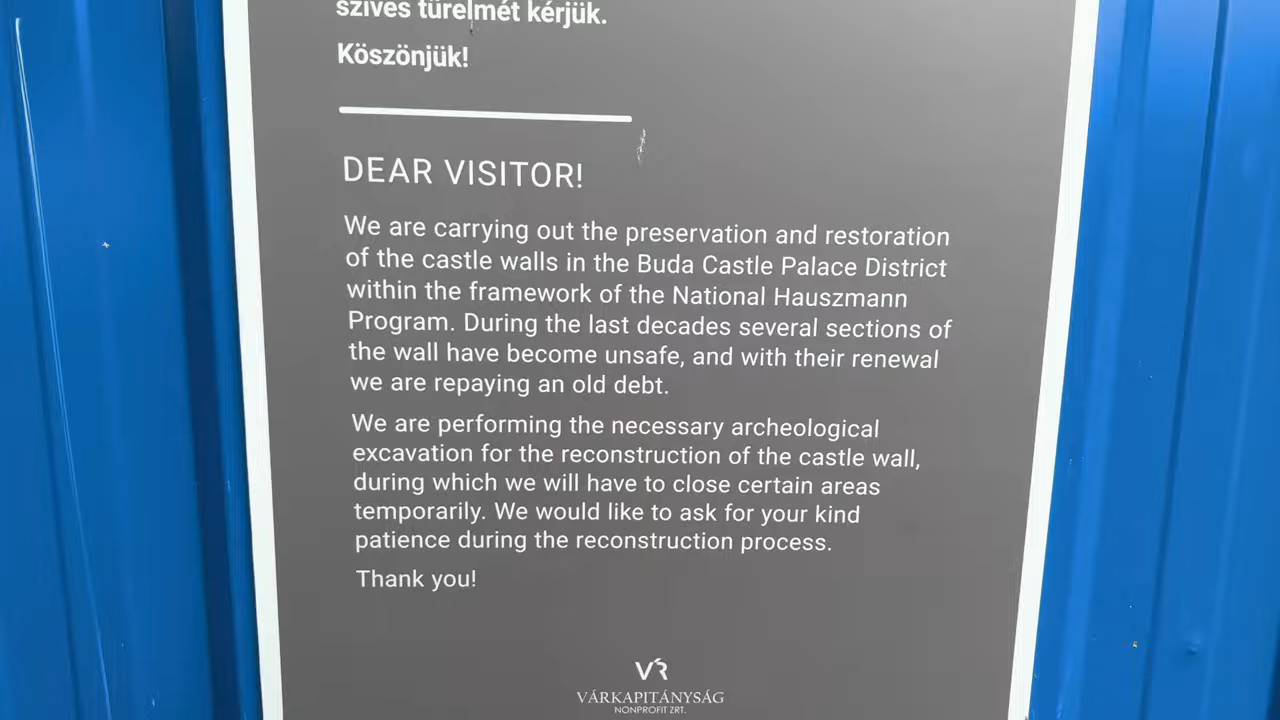 szíves türelmét kérjük.
Köszönjük!
DEAR VISITOR!
We are carrying out the preservation and restoration
of the castle walls in the Buda Castle Palace District
within the framework of the National Hauszmann
Program. During the last decades several sections of
the wall have become unsafe, and with their renewal
we are repaying an old debt.
We are performing the necessary archeological
excavation for the reconstruction of the castle wall,
during which we will have to close certain areas
temporarily. We would like to ask for your kind
patience during the reconstruction process.
Thank you!
VÁRKAPITÁNYSÁG
NONPROFIT ZRT.